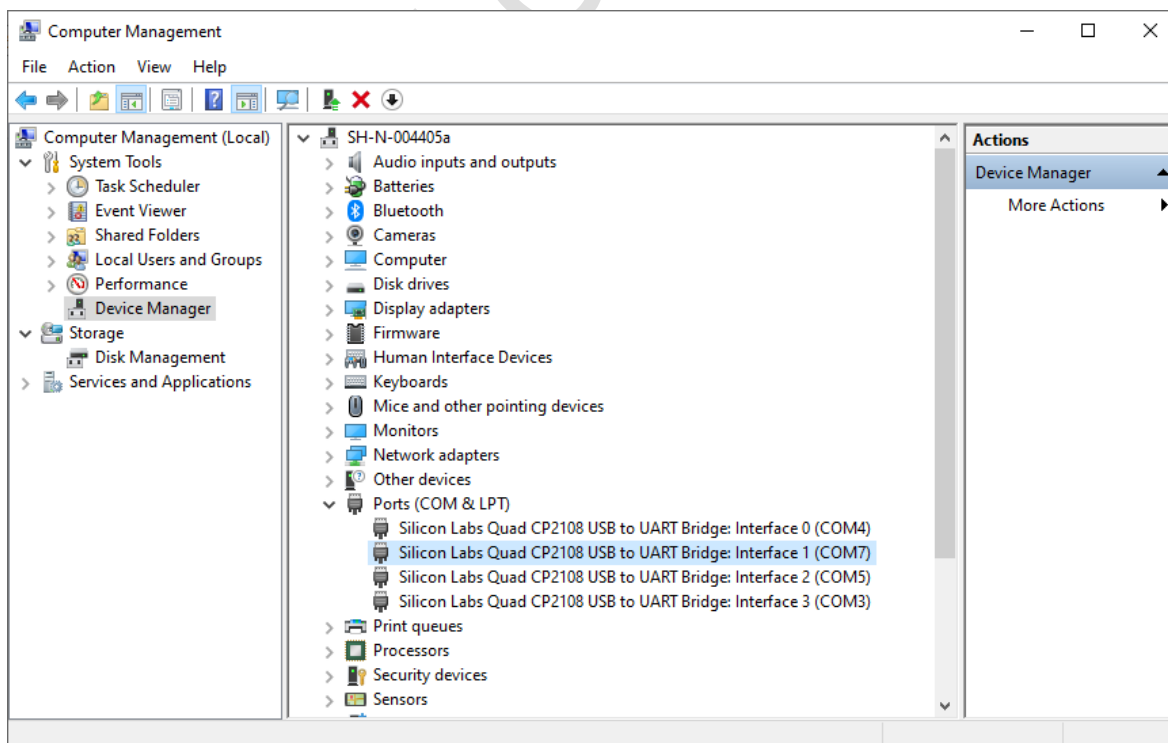 Computer Management
File Action View Help
Computer Management (Local)
System Tools
Task Scheduler
Event Viewer
Shared Folders
Local Users and Groups
Performance
Device Manager
Storage
Disk Management
Services and Applications
SH-N-004405a
Audio inputs and outputs
Batteries
Bluetooth
Cameras
Computer
Disk drives
Display adapters
Firmware
Human Interface Devices
Keyboards
Mice and other pointing devices
Monitors
Network adapters
Other devices
Ports (COM & LPT)
Silicon Labs Quad CP2108 USB to UART Bridge: Interface 0 (COM4)
Silicon Labs Quad CP2108 USB to UART Bridge: Interface 1 (COM7)
Silicon Labs Quad CP2108 USB to UART Bridge: Interface 2 (COM5)
Silicon Labs Quad CP2108 USB to UART Bridge: Interface 3 (COM3)
Print queues
Processors
Security devices
Sensors
Actions
Device Manager
More Actions